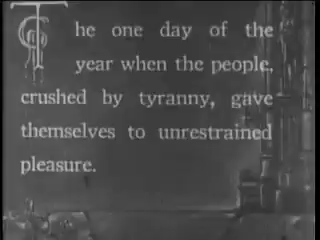 The one day of the
year when the people,
crushed by tyranny, gave
themselves to unrestrained
pleasure.